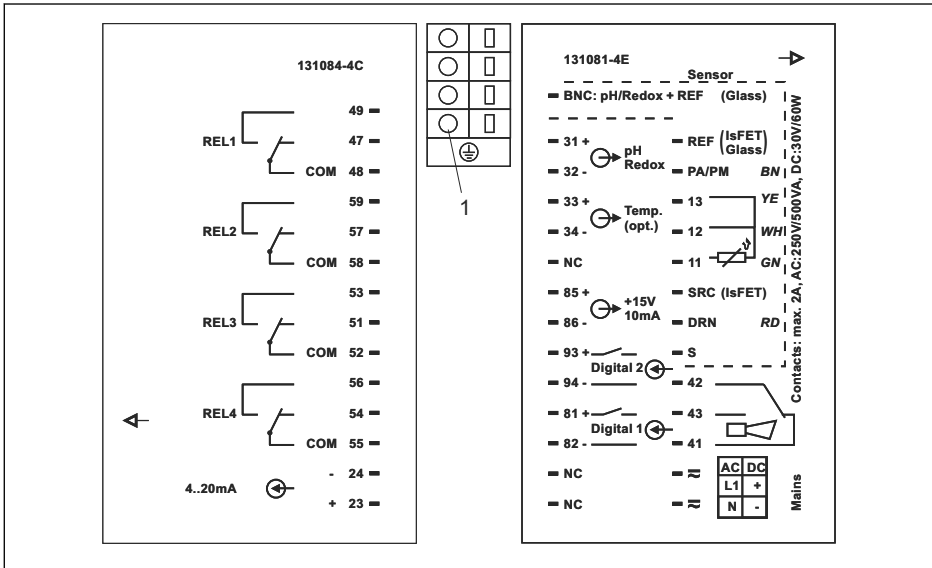 131084-4C
49
REL1 47
COM 48
59
REL2 57
COM 58
53
REL3 51
COM 52
56
REL4 54
COM 55
- 24
4..20mA
+ 23
1
131081-4E
Sensor
BNC: pH/Redox + REF (Glass)
31 + REF (IsFET)
Glass)
pH
Redox
32 - PA/PM BN
33 + 13 YE
Temp.
(opt.)
34 - 12 WH
NC 11 GN
85 + SRC (IsFET)
+15V
10mA
86 - DRN RD
93 + S
Digital 2
94 - 42
81 + 43
Digital 1
82 - 41
NC AC DC
L1 +
NC N -
Contacts: max. 2A, AC:250V/500VA, DC:30V/60W
Mains